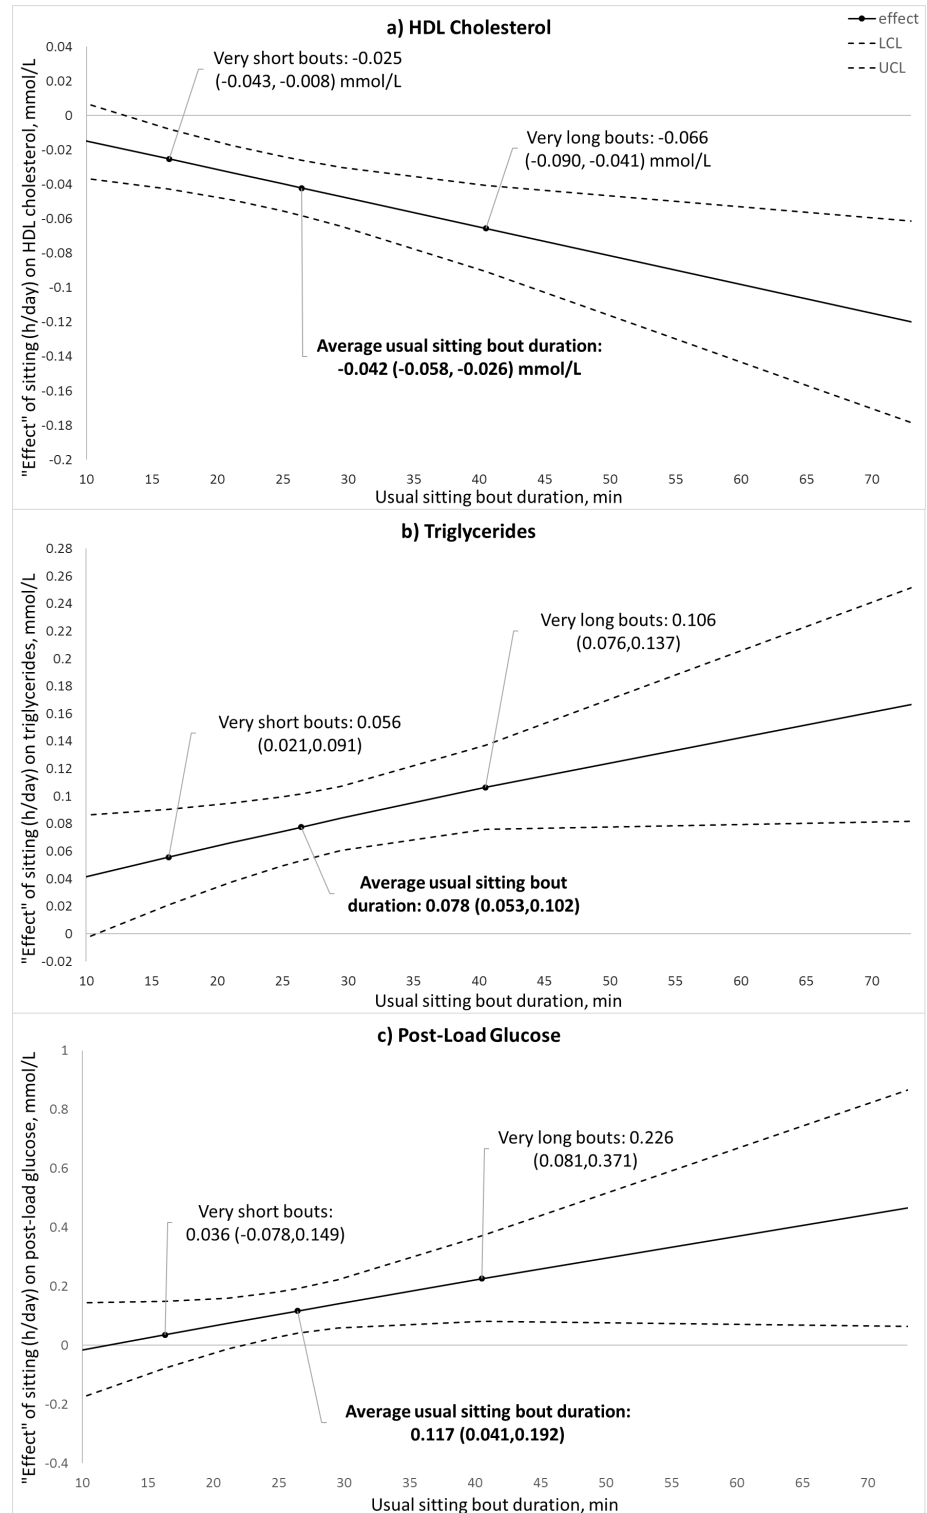 a) HDL Cholesterol
effect
LCL
UCL
"Effect" of sitting (h/day) on HDL cholesterol, mmol/L
0.04
0.02
0
-0.02
-0.04
-0.06
-0.08
-0.1
-0.12
-0.14
-0.16
-0.18
-0.2
Very short bouts: -0.025
(-0.043, -0.008) mmol/L
Very long bouts: -0.066
(-0.090, -0.041) mmol/L
Average usual sitting bout duration:
-0.042 (-0.058, -0.026) mmol/L
10 15 20 25 30 35 40 45 50 55 60 65 70
Usual sitting bout duration, min
b) Triglycerides
"Effect" of sitting (h/day) on triglycerides, mmol/L
0.28
0.26
0.24
0.22
0.2
0.18
0.16
0.14
0.12
0.1
0.08
0.06
0.04
0.02
0
-0.02
Very long bouts: 0.106
(0.076,0.137)
Very short bouts: 0.056
(0.021,0.091)
Average usual sitting bout
duration: 0.078 (0.053,0.102)
10 15 20 25 30 35 40 45 50 55 60 65 70
Usual sitting bout duration, min
c) Post-Load Glucose
"Effect" of sitting (h/day) on post-load glucose, mmol/L
1
0.8
0.6
0.4
0.2
0
-0.2
-0.4
Very long bouts: 0.226
(0.081,0.371)
Very short bouts:
0.036 (-0.078,0.149)
Average usual sitting bout duration:
0.117 (0.041,0.192)
10 15 20 25 30 35 40 45 50 55 60 65 70
Usual sitting bout duration, min